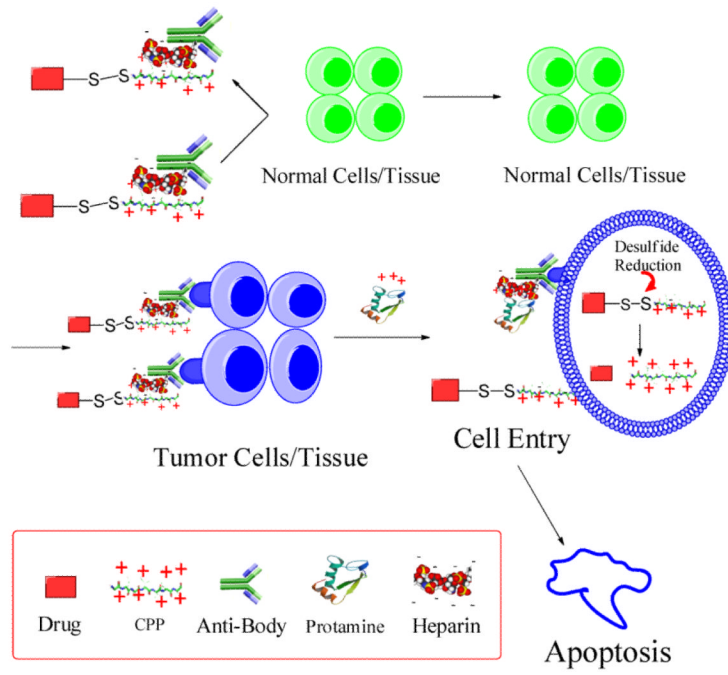 S
S
S
S
Normal Cells/Tissue
Normal Cells/Tissue
Desulfide
Reduction
S
S
S
S
S
S
S
S
Cell Entry
Tumor Cells/Tissue
Drug
CPP
Anti-Body
Protamine
Heparin
Apoptosis